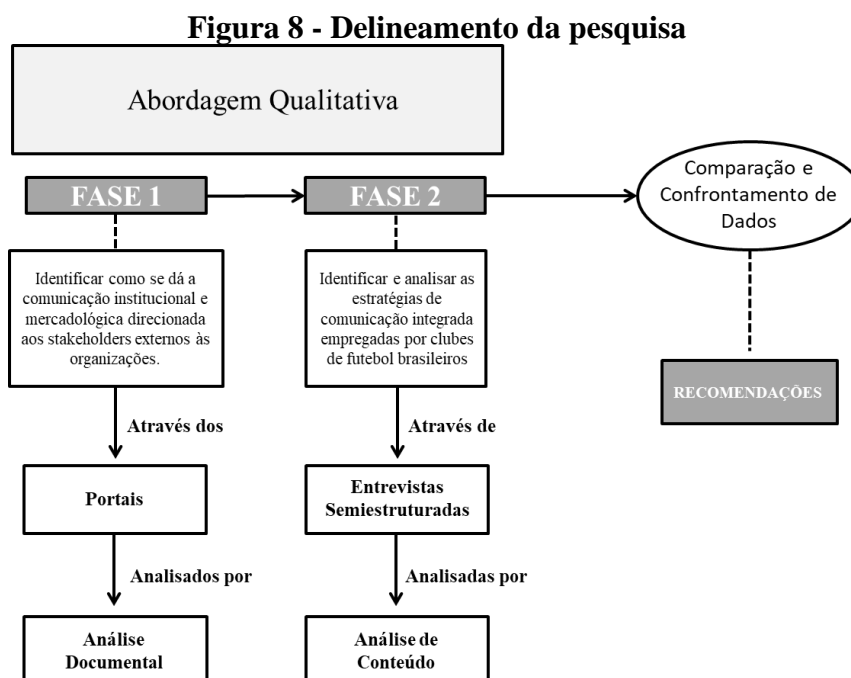 Figura 8 - Delineamento da pesquisa
Abordagem Qualitativa
FASE 1
FASE 2
Comparação e
Confrontamento de
Dados
Identificar como se dá a
comunicação institucional e
mercadológica direcionada
aos stakeholders externos às
organizações.
Identificar e analisar as
estratégias de
comunicação integrada
empregadas por clubes
de futebol brasileiros
RECOMENDAÇÕES
Através dos
Através de
Portais
Entrevistas
Semiestruturadas
Analisados por
Analisadas por
Análise
Documental
Análise de
Conteúdo